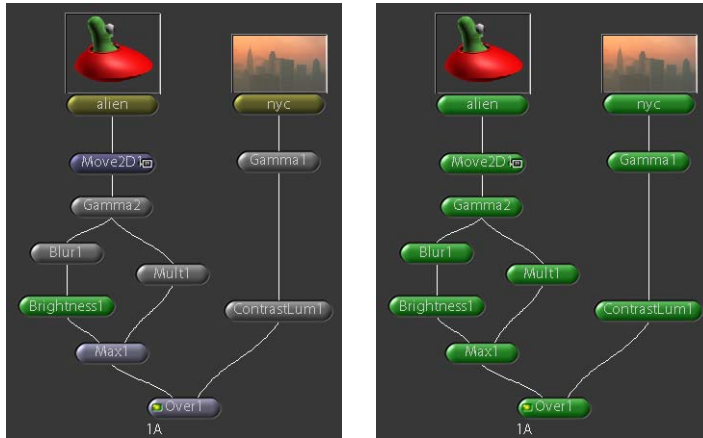 alien
nyc
Move2D1
Gamma1
Gamma2
Blur1
Mult1
Brightness1
ContrastLum1
Max1
Over1
1A
alien
nyc
Move2D1
Gamma1
Gamma2
Blur1
Mult1
Brightness1
ContrastLum1
Max1
Over1
1A